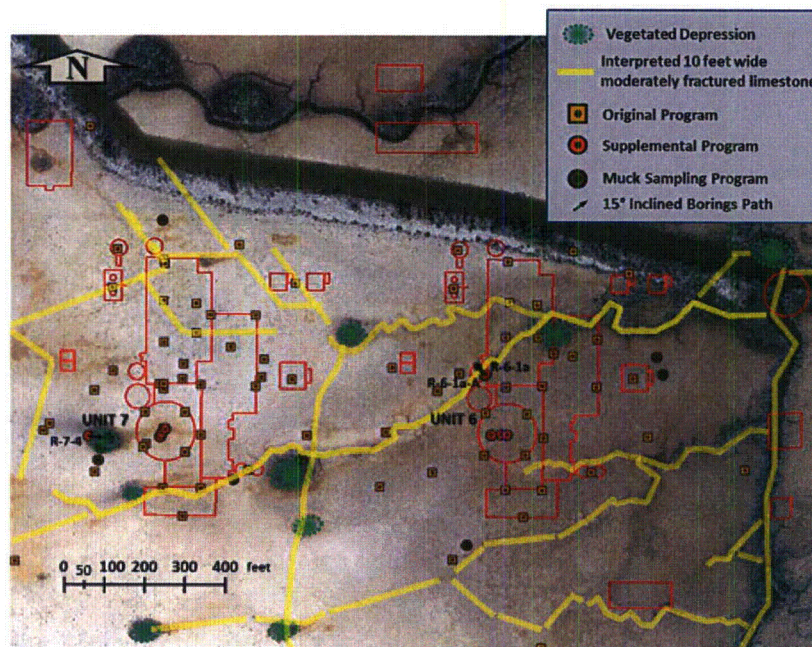 Vegetated Depression
Interpreted 10 feet wide
moderately fractured limestone
Original Program
Supplemental Program
Muck Sampling Program
15° Inclined Borings Path
N
R-6-1a
R-6-1a-A
UNIT 7
UNIT 6
R-7-4
0 50 100 200 300 400 feet